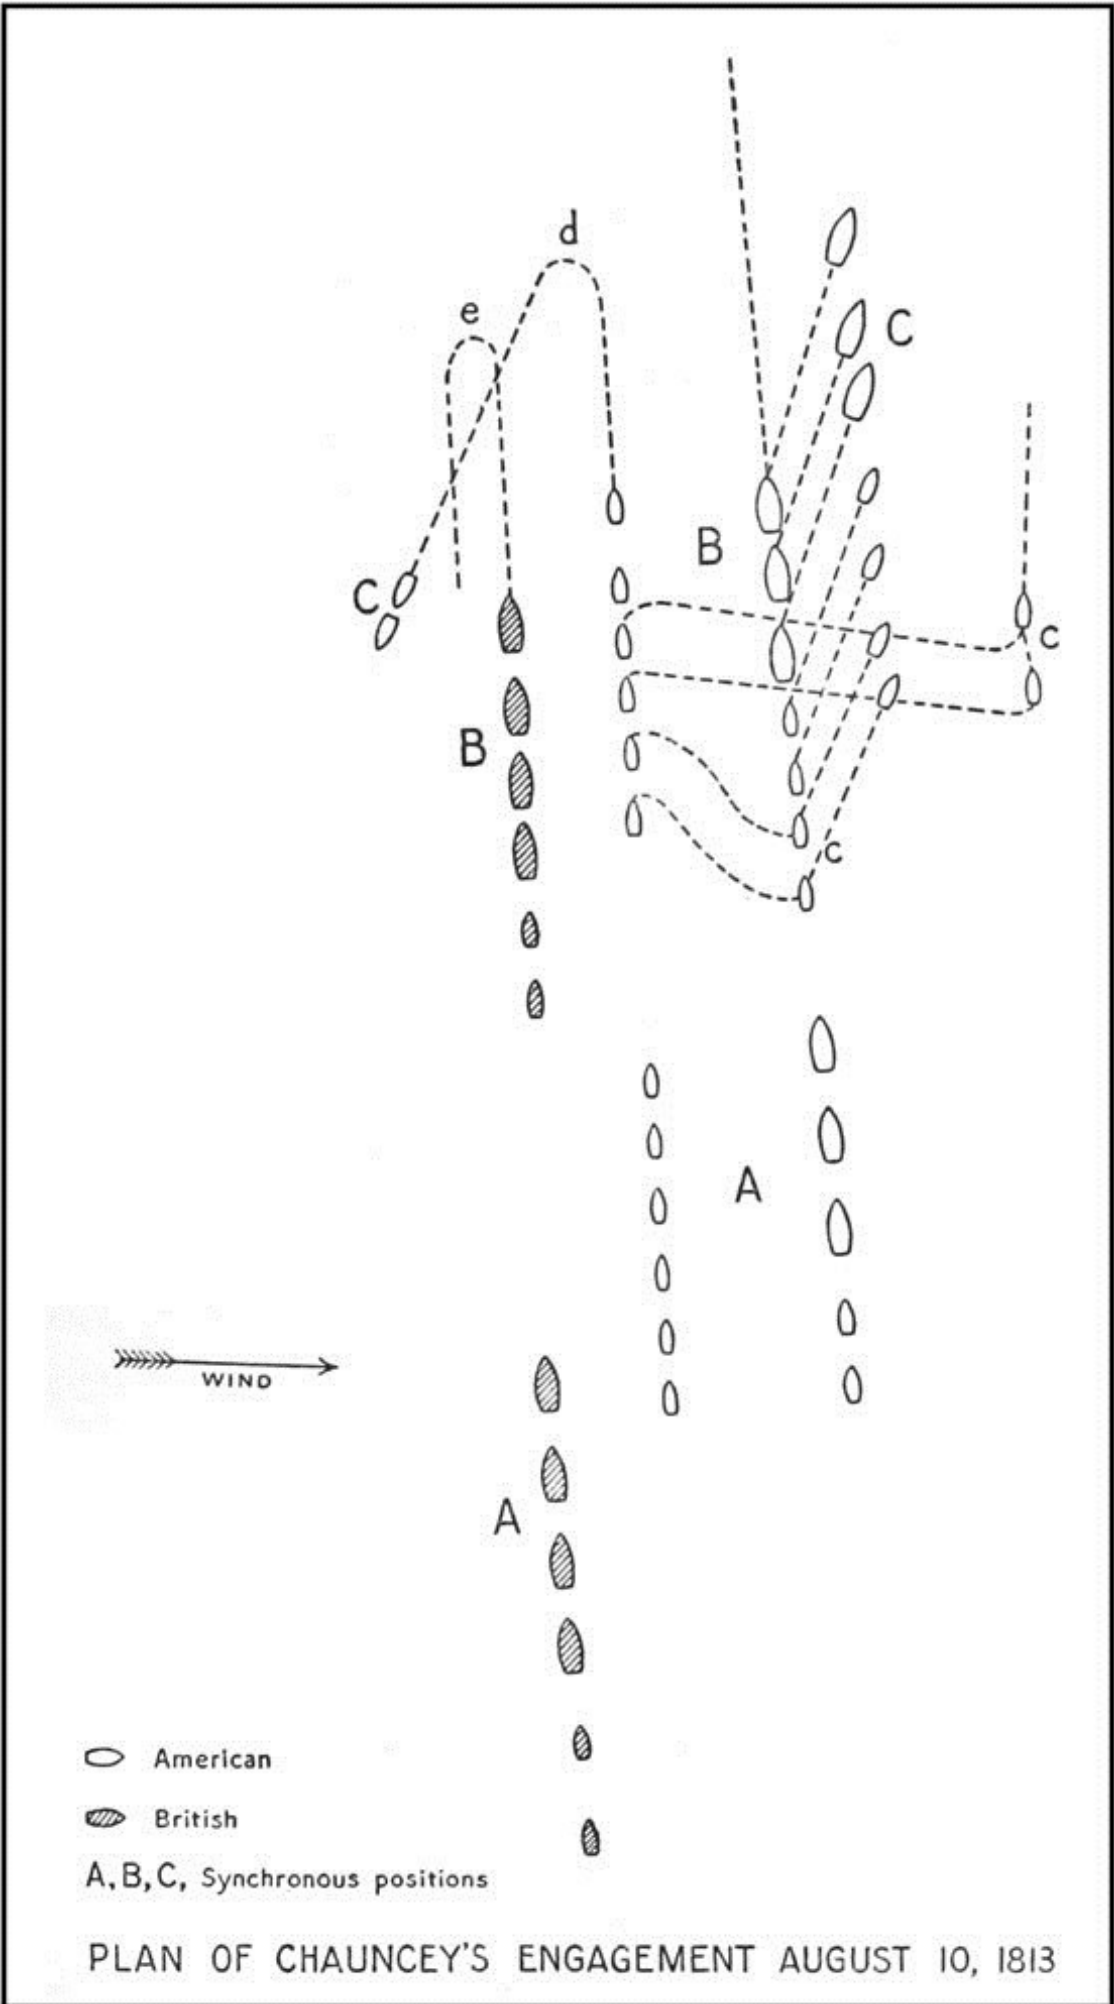 d
e
C
B
C
c
B
c
A
WIND
A
American
British
A, B, C, Synchronous positions
PLAN OF CHAUNCEY'S ENGAGEMENT AUGUST 10, 1813